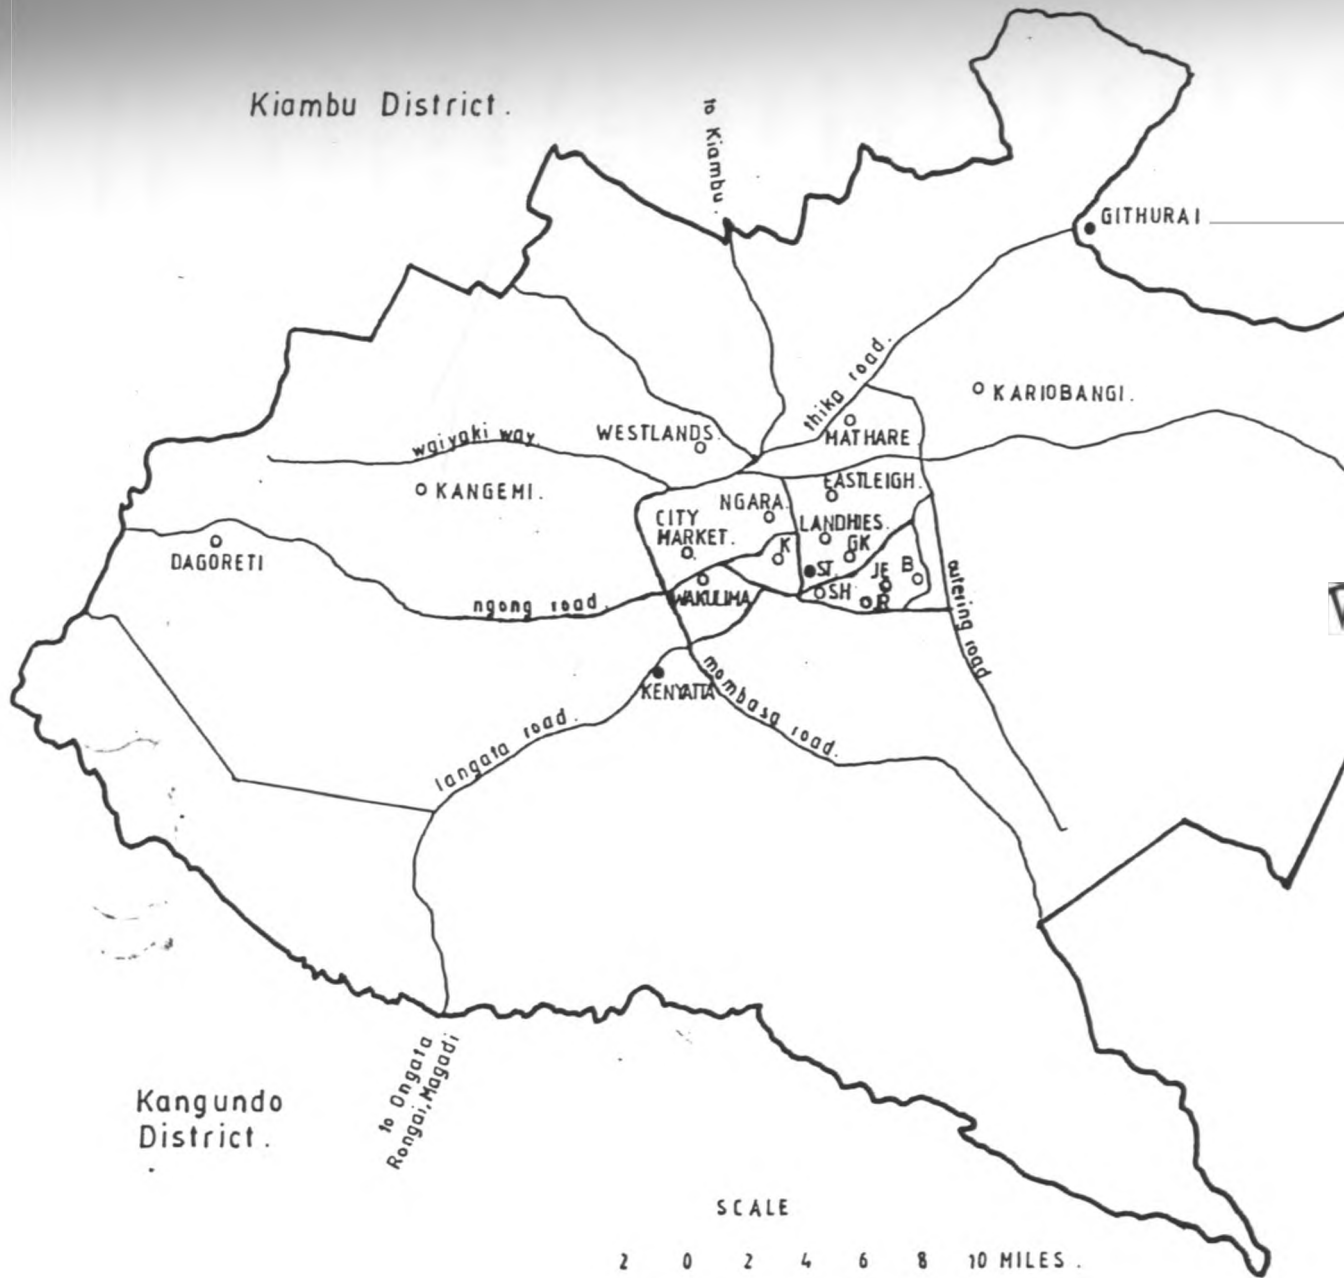 Kiambu District.
to Kiambu.
GITHURAI
thika road.
KARIOBANGI.
WESTLANDS.
MATHARE
waiyaki way.
KANGEMI.
EASTLEIGH.
NGARA.
CITY
MARKET.
LANDHIES.
K
GK
DAGORETI
ST.
JE
B
SH.
WAKULIMA
ngong road.
outering road
KENYATTA
mombasa road.
langata road.
to Ongata
Rongai,Magadi
Kangundo
District.
SCALE
2 0 2 4 6 8 10 MILES.